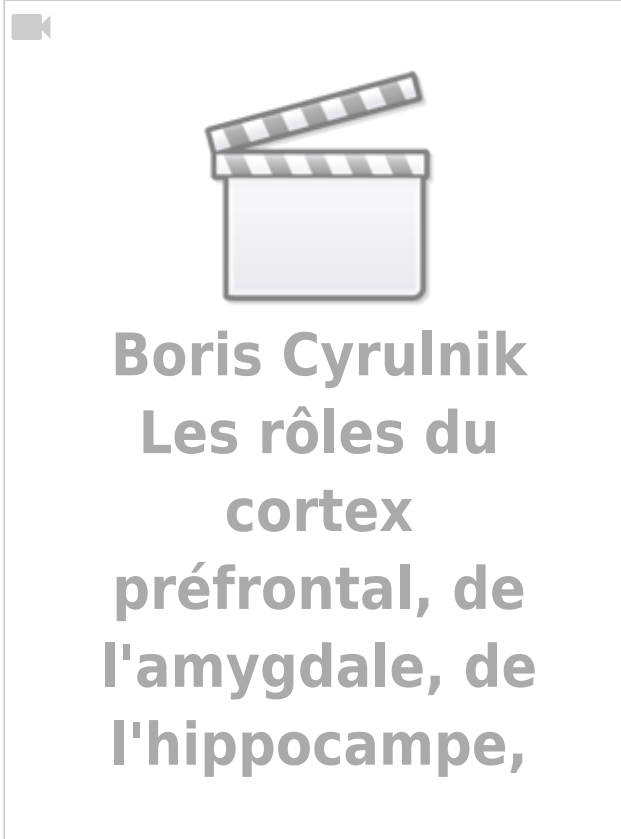 Boris Cyrulnik
Les rôles du
cortex
préfrontal, de
l'amygdale, de
l'hippocampe,